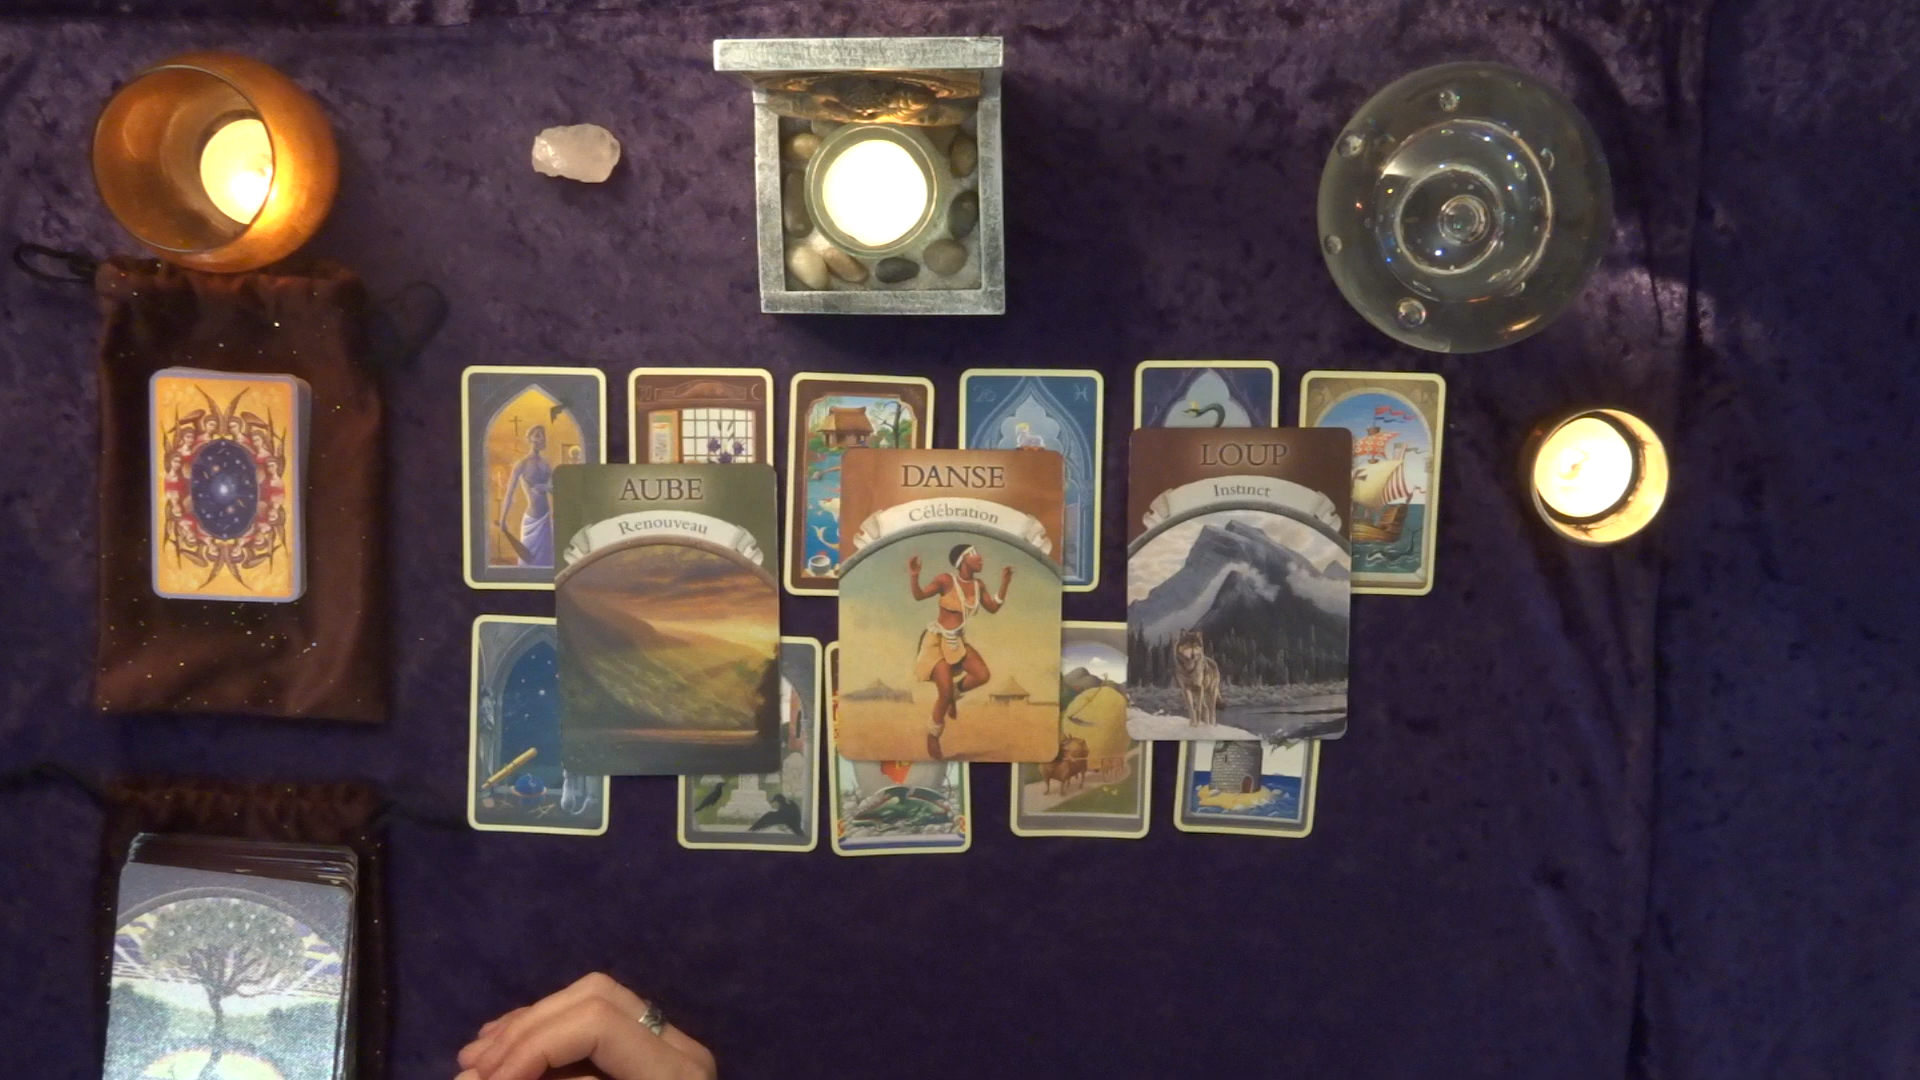 AUBE
Renouveau
DANSE
Célébration
LOUP
Instinct